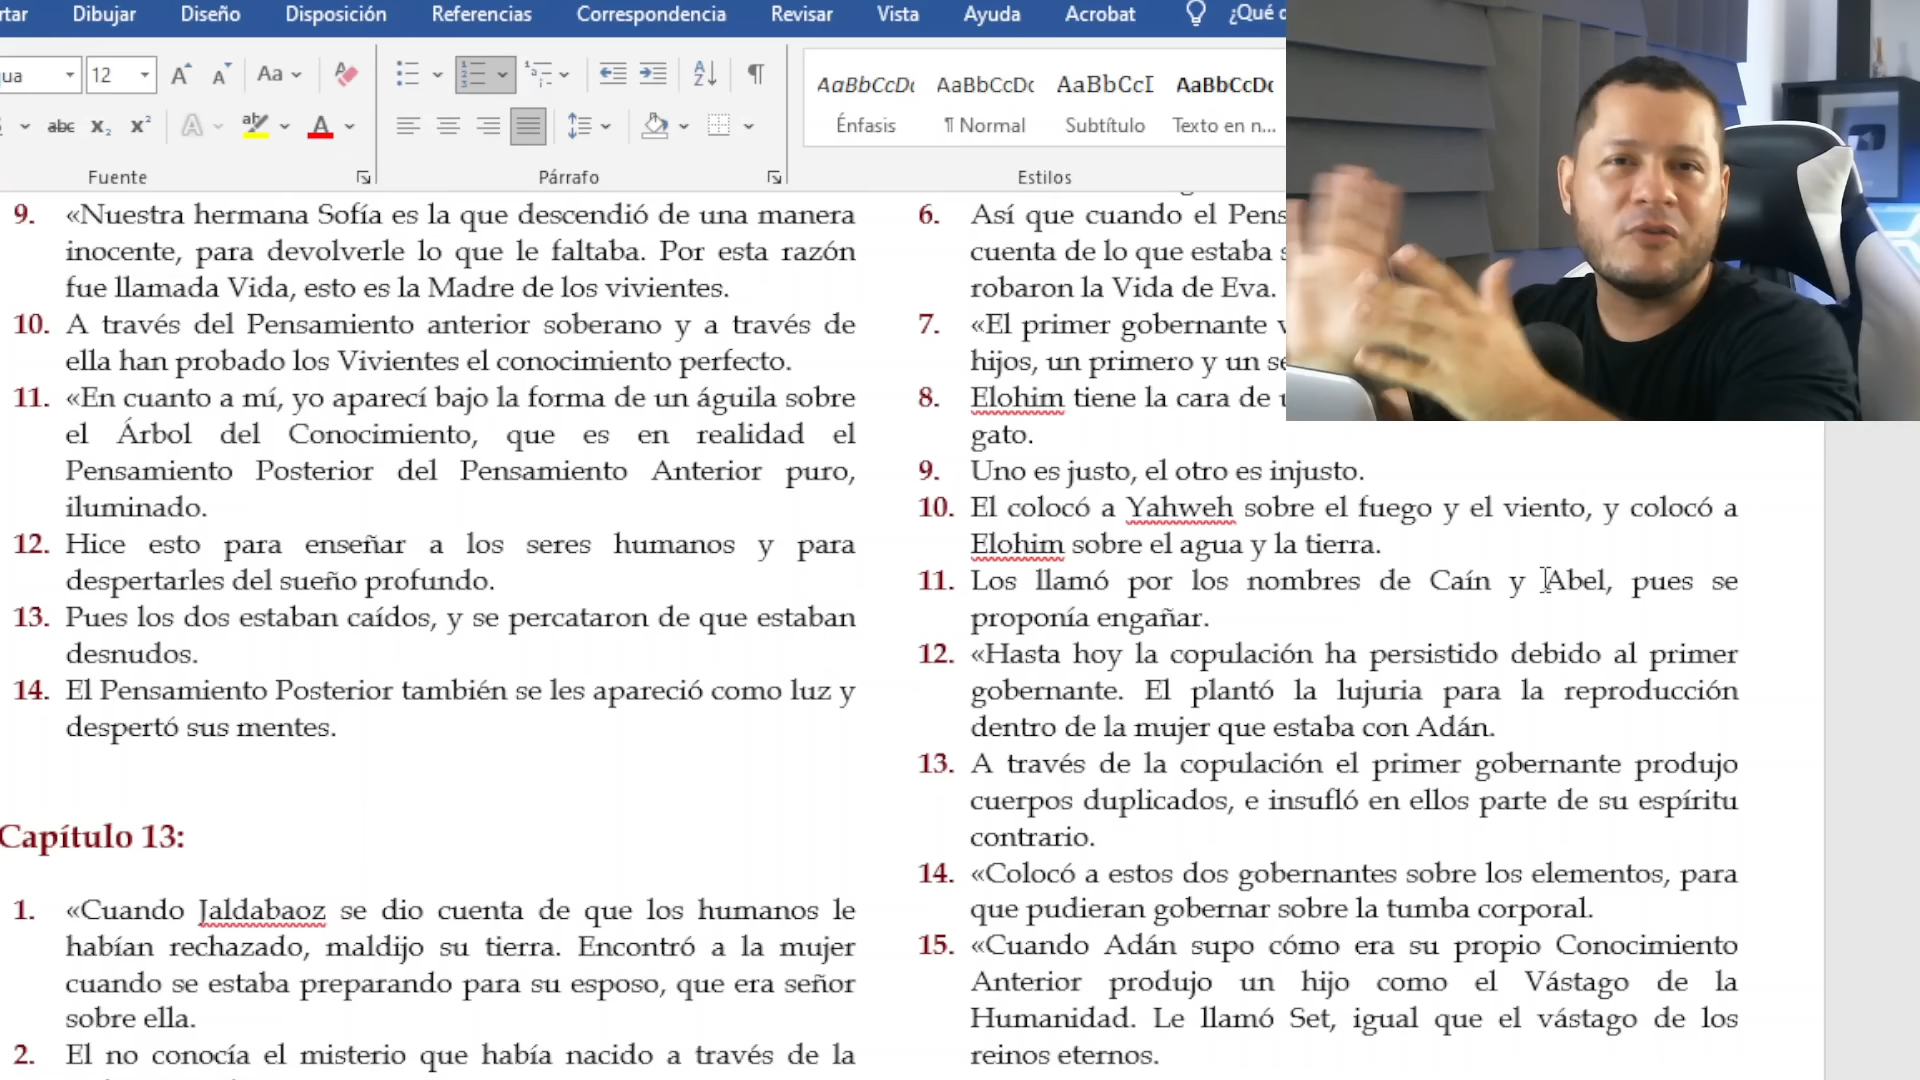 Dibujar Diseño Disposición Referencias Correspondencia Revisar Vista Ayuda Acrobat
12 Aa
abc x₂ x² A ab A
AaBbCcDc AaBbCcDc AaBbCcI AaBbCcDc
Énfasis ¶ Normal Subtítulo Texto en n...
Fuente Párrafo Estilos
9. «Nuestra hermana Sofía es la que descendió de una manera
inocente, para devolverle lo que le faltaba. Por esta razón
fue llamada Vida, esto es la Madre de los vivientes.
10. A través del Pensamiento anterior soberano y a través de
ella han probado los Vivientes el conocimiento perfecto.
11. «En cuanto a mí, yo aparecí bajo la forma de un águila sobre
el Árbol del Conocimiento, que es en realidad el
Pensamiento Posterior del Pensamiento Anterior puro,
iluminado.
12. Hice esto para enseñar a los seres humanos y para
despertarles del sueño profundo.
13. Pues los dos estaban caídos, y se percataron de que estaban
desnudos.
14. El Pensamiento Posterior también se les apareció como luz y
despertó sus mentes.
Capítulo 13:
1. «Cuando Jaldabaoz se dio cuenta de que los humanos le
habían rechazado, maldijo su tierra. Encontró a la mujer
cuando se estaba preparando para su esposo, que era señor
sobre ella.
2. El no conocía el misterio que había nacido a través de la
6. Así que cuando el Pens
cuenta de lo que estaba
robaron la Vida de Eva.
7. «El primer gobernante
hijos, un primero y un
8. Elohim tiene la cara de
gato.
9. Uno es justo, el otro es injusto.
10. El colocó a Yahweh sobre el fuego y el viento, y colocó a
Elohim sobre el agua y la tierra.
11. Los llamó por los nombres de Caín y Abel, pues se
proponía engañar.
12. «Hasta hoy la copulación ha persistido debido al primer
gobernante. El plantó la lujuria para la reproducción
dentro de la mujer que estaba con Adán.
13. A través de la copulación el primer gobernante produjo
cuerpos duplicados, e insufló en ellos parte de su espíritu
contrario.
14. «Colocó a estos dos gobernantes sobre los elementos, para
que pudieran gobernar sobre la tumba corporal.
15. «Cuando Adán supo cómo era su propio Conocimiento
Anterior produjo un hijo como el Vástago de la
Humanidad. Le llamó Set, igual que el vástago de los
reinos eternos.